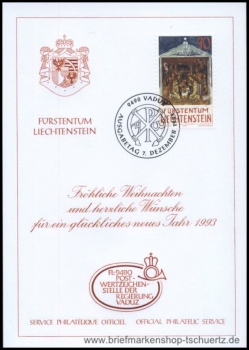 FÜRSTENTUM
LIECHTENSTEIN
9490 VADUZ
AUSGABETAG 7. DEZEMBER
FÜRSTENTUM
LIECHTENSTEIN
Fröhliche Weihnachten
und herzliche Wünsche
für ein glückliches neues Jahr 1993
FL-9490
POST-
WERTZEICHEN-
STELLE DER
REGIERUNG
VADUZ
SERVICE PHILATELIQUE OFFICIEL OFFICIAL PHILATELIC SERVICE
www.briefmarkenshop-tschuertz.de